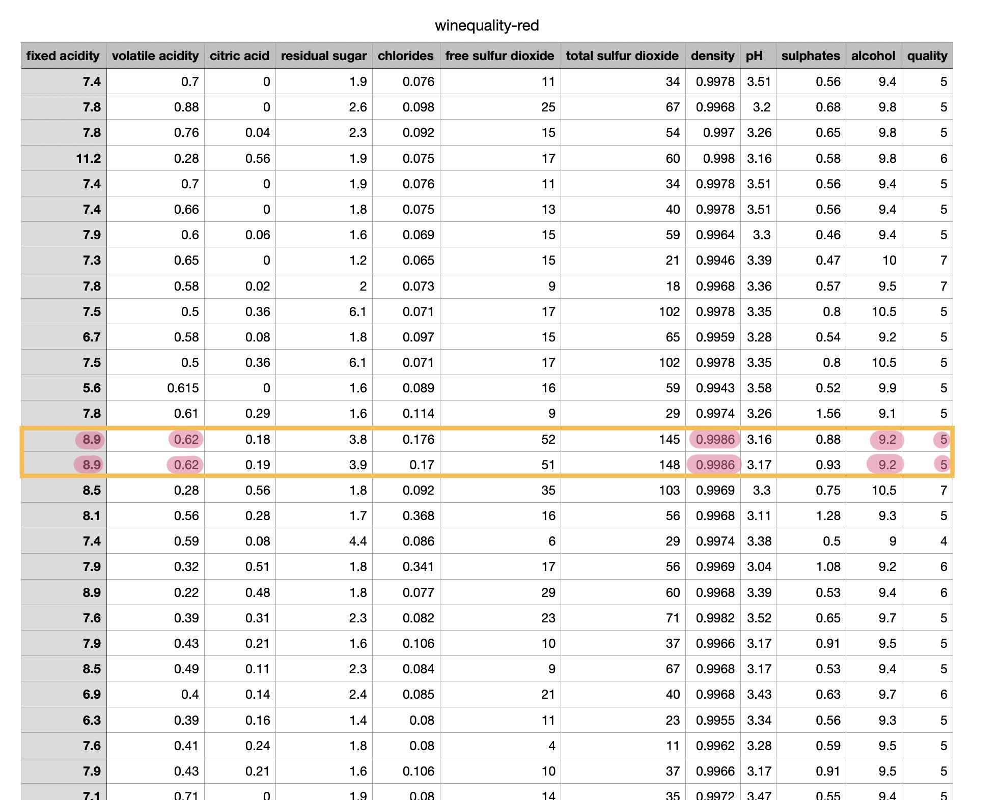 winequality-red
fixed acidity volatile acidity citric acid residual sugar chlorides free sulfur dioxide total sulfur dioxide density pH sulphates alcohol quality
7.4 0.7 0 1.9 0.076 11 34 0.9978 3.51 0.56 9.4 5
7.8 0.88 0 2.6 0.098 25 67 0.9968 3.2 0.68 9.8 5
7.8 0.76 0.04 2.3 0.092 15 54 0.997 3.26 0.65 9.8 5
11.2 0.28 0.56 1.9 0.075 17 60 0.998 3.16 0.58 9.8 6
7.4 0.7 0 1.9 0.076 11 34 0.9978 3.51 0.56 9.4 5
7.4 0.66 0 1.8 0.075 13 40 0.9978 3.51 0.56 9.4 5
7.9 0.6 0.06 1.6 0.069 15 59 0.9964 3.3 0.46 9.4 5
7.3 0.65 0 1.2 0.065 15 21 0.9946 3.39 0.47 10 7
7.8 0.58 0.02 2 0.073 9 18 0.9968 3.36 0.57 9.5 7
7.5 0.5 0.36 6.1 0.071 17 102 0.9978 3.35 0.8 10.5 5
6.7 0.58 0.08 1.8 0.097 15 65 0.9959 3.28 0.54 9.2 5
7.5 0.5 0.36 6.1 0.071 17 102 0.9978 3.35 0.8 10.5 5
5.6 0.615 0 1.6 0.089 16 59 0.9943 3.58 0.52 9.9 5
7.8 0.61 0.29 1.6 0.114 9 29 0.9974 3.26 1.56 9.1 5
8.9 0.62 0.18 3.8 0.176 52 145 0.9986 3.16 0.88 9.2 5
8.9 0.62 0.19 3.9 0.17 51 148 0.9986 3.17 0.93 9.2 5
8.5 0.28 0.56 1.8 0.092 35 103 0.9969 3.3 0.75 10.5 7
8.1 0.56 0.28 1.7 0.368 16 56 0.9968 3.11 1.28 9.3 5
7.4 0.59 0.08 4.4 0.086 6 29 0.9974 3.38 0.5 9 4
7.9 0.32 0.51 1.8 0.341 17 56 0.9969 3.04 1.08 9.2 6
8.9 0.22 0.48 1.8 0.077 29 60 0.9968 3.39 0.53 9.4 6
7.6 0.39 0.31 2.3 0.082 23 71 0.9982 3.52 0.65 9.7 5
7.9 0.43 0.21 1.6 0.106 10 37 0.9966 3.17 0.91 9.5 5
8.5 0.49 0.11 2.3 0.084 9 67 0.9968 3.17 0.53 9.4 5
6.9 0.4 0.14 2.4 0.085 21 40 0.9968 3.43 0.63 9.7 6
6.3 0.39 0.16 1.4 0.08 11 23 0.9955 3.34 0.56 9.3 5
7.6 0.41 0.24 1.8 0.08 4 11 0.9962 3.28 0.59 9.5 5
7.9 0.43 0.21 1.6 0.106 10 37 0.9966 3.17 0.91 9.5 5
7.1 0.71 0 1.9 0.08 14 35 0.9972 3.47 0.55 9.4 5